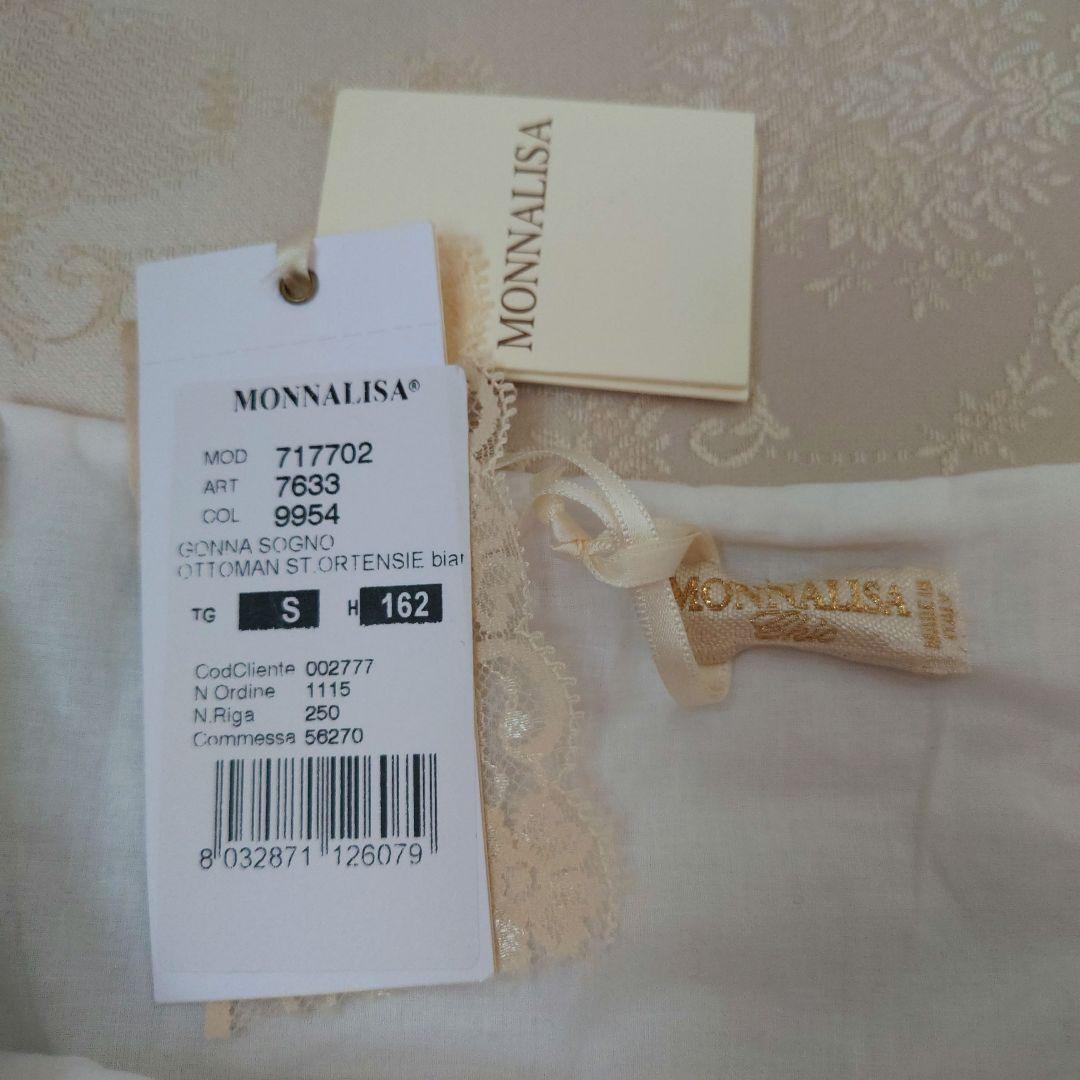 MONNALISA
MONNALISA®
MOD 717702
ART 7633
COL 9954
GONNA SOGNO
OTTOMAN ST.ORTENSIE bian
TG S H 162
CodCliente 002777
N Ordine 1115
N.Riga 250
Commessa 56270
8 032871 126079
MONNALISA
Chic